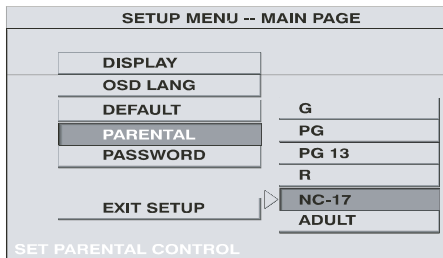 SETUP MENU -- MAIN PAGE
DISPLAY
OSD LANG
DEFAULT
PARENTAL
PASSWORD
EXIT SETUP
G
PG
PG 13
R
NC-17
ADULT
SET PARENTAL CONTROL